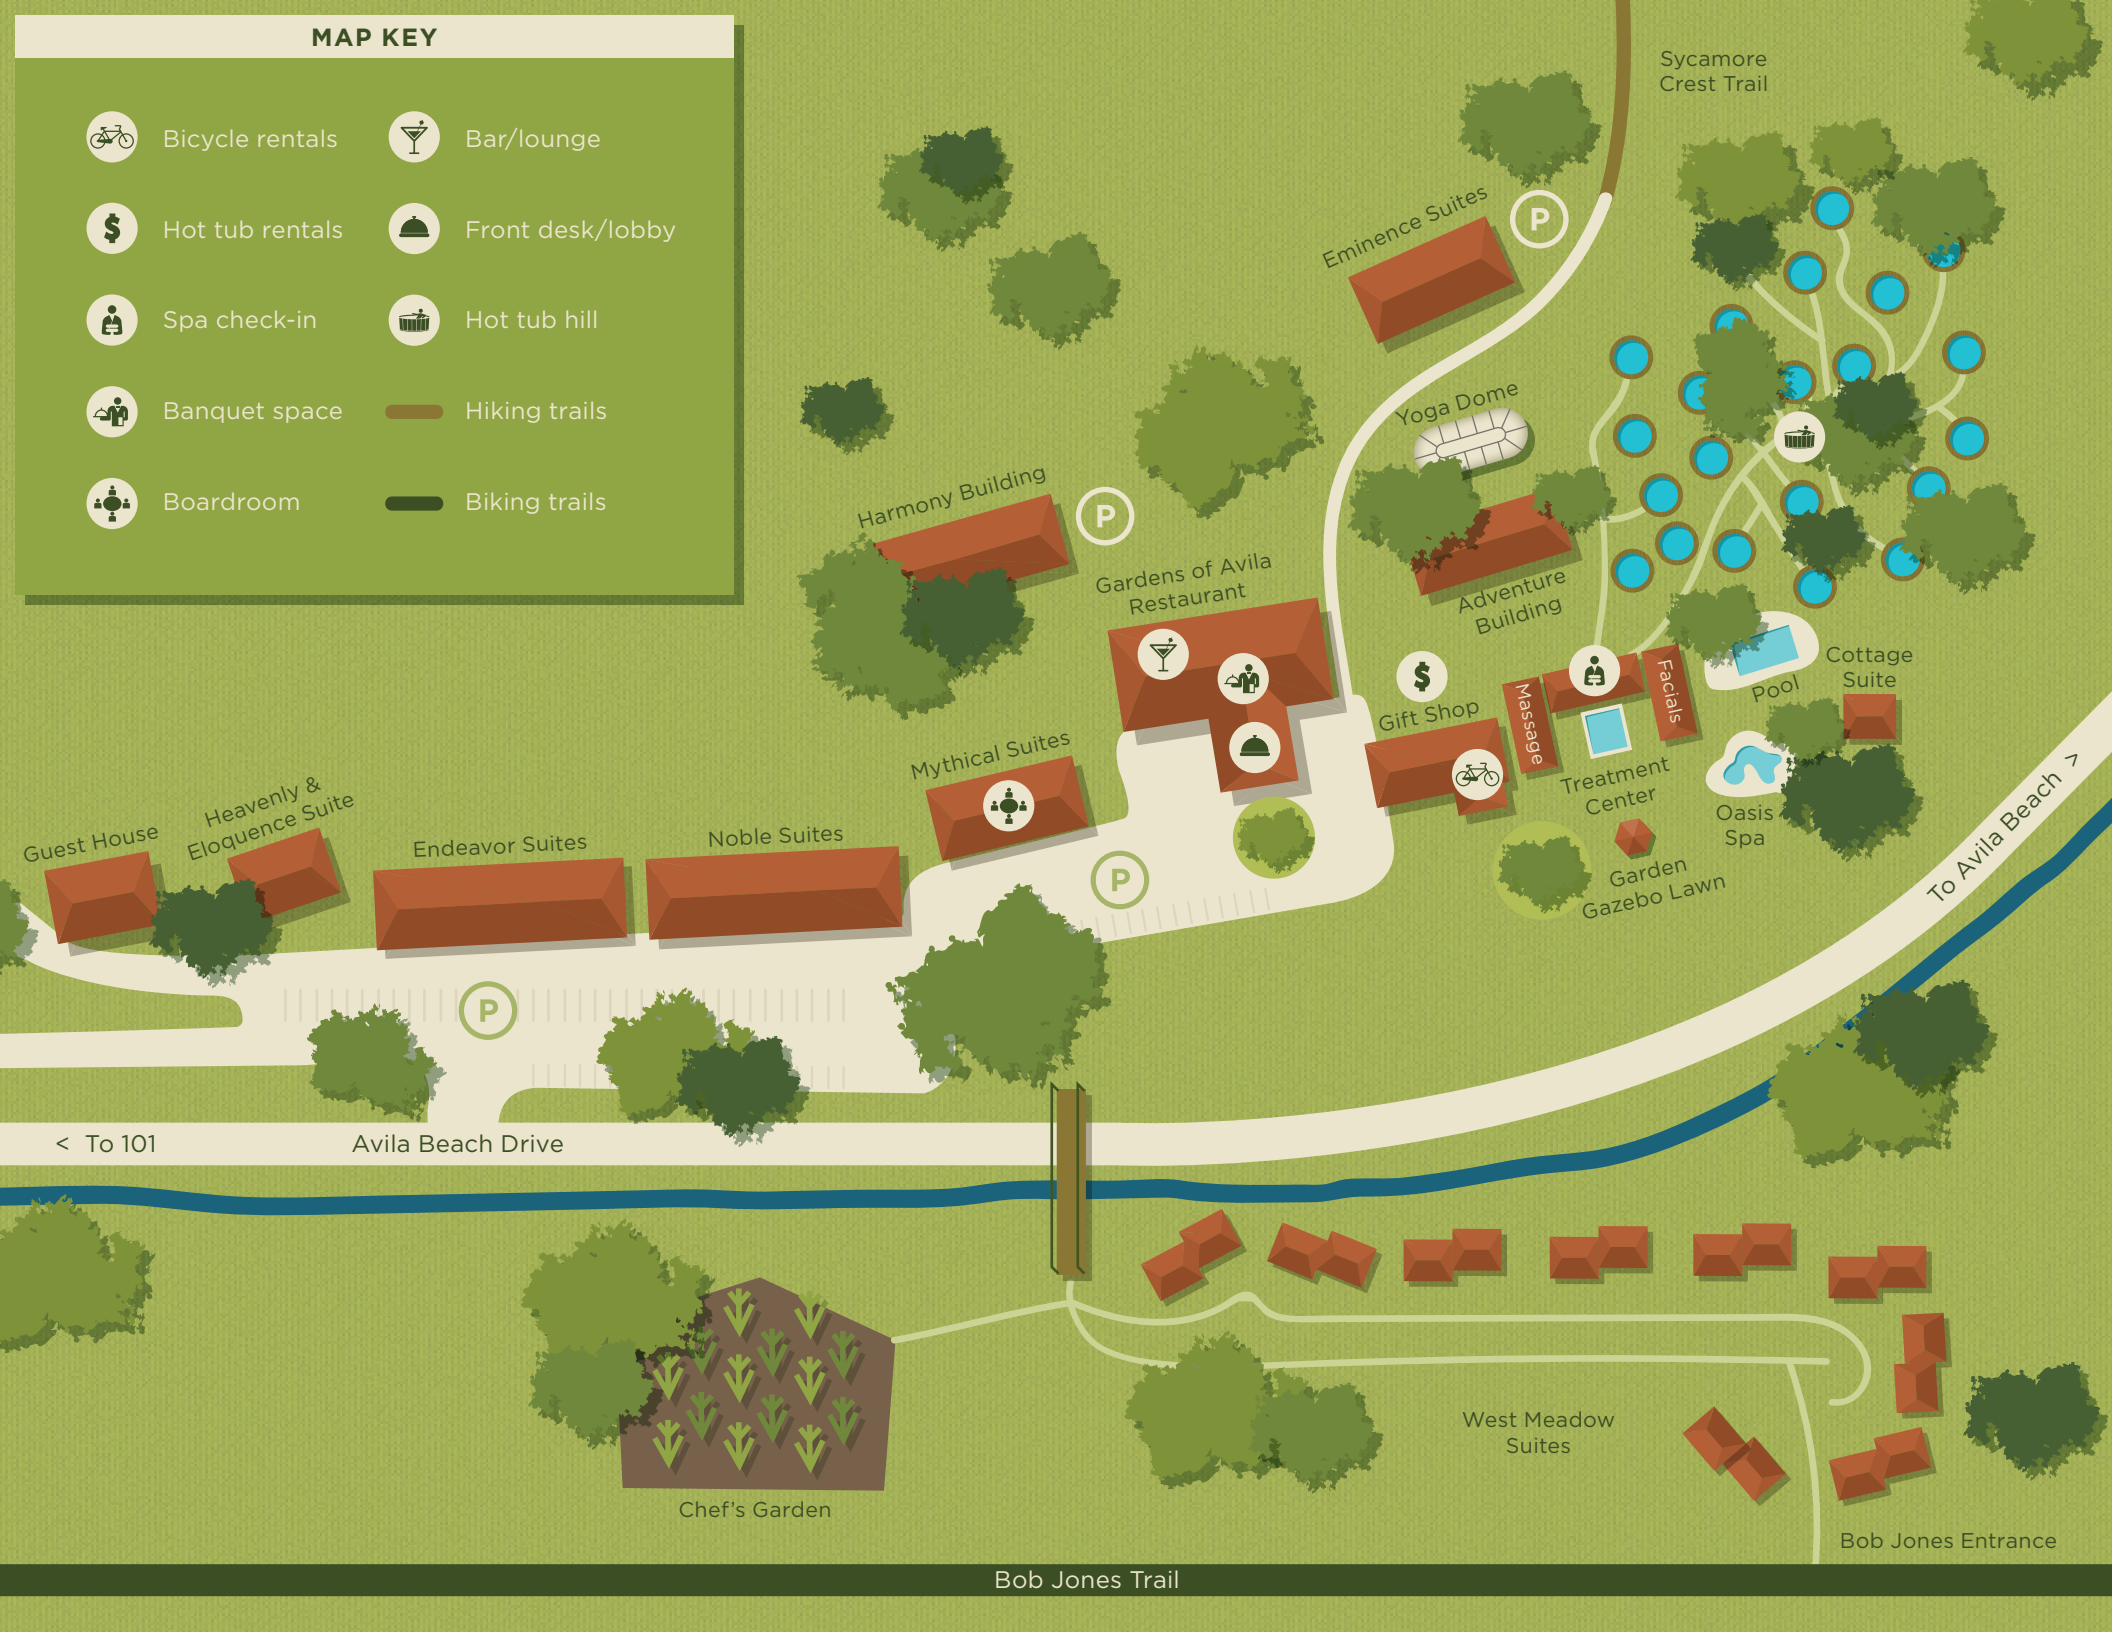 MAP KEY
Bicycle rentals
Bar/lounge
Hot tub rentals
Front desk/lobby
Spa check-in
Hot tub hill
Banquet space
Hiking trails
Boardroom
Biking trails
$
Sycamore
Crest Trail
Eminence Suites
P
Yoga Dome
Harmony Building
P
Gardens of Avila
Restaurant
Adventure
Building
$
Gift Shop
Massage
Facials
Pool
Cottage
Suite
Treatment
Center
Oasis
Spa
Garden
Gazebo Lawn
Mythical Suites
P
Guest House
Heavenly &
Eloquence Suite
Endeavor Suites
Noble Suites
P
To Avila Beach >
< To 101
Avila Beach Drive
West Meadow
Suites
Chef's Garden
Bob Jones Entrance
Bob Jones Trail